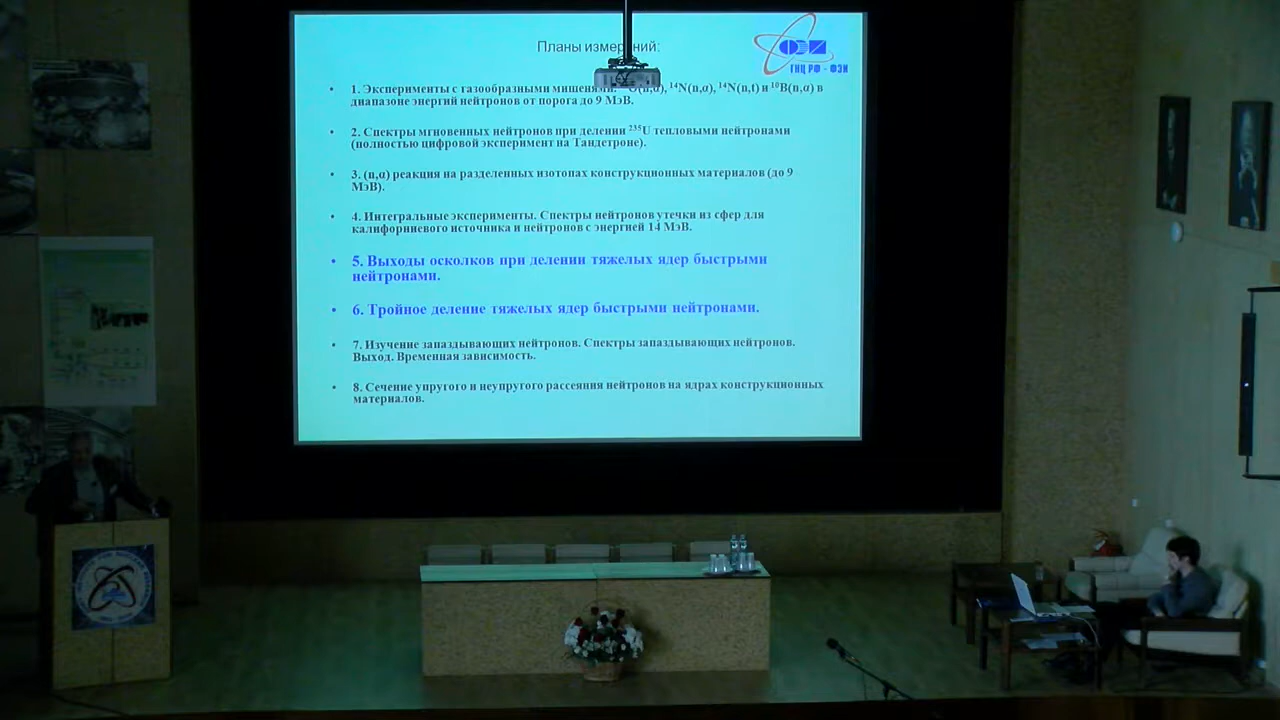 Планы измерений:
ФЭИ
ГНЦ РФ - ФЭИ
1. Эксперименты с газообразными мишенями. O(n,α), ¹⁴N(n,α), ¹⁴N(n,t) и ¹⁰B(n,α) в
диапазоне энергий нейтронов от порога до 9 МэВ.
2. Спектры мгновенных нейтронов при делении ²³⁵U тепловыми нейтронами
(полностью цифровой эксперимент на Тандетроне).
3. (n,α) реакция на разделенных изотопах конструкционных материалов (до 9
МэВ).
4. Интегральные эксперименты. Спектры нейтронов утечки из сфер для
калифорниевого источника и нейтронов с энергией 14 МэВ.
5. Выходы осколков при делении тяжелых ядер быстрыми
нейтронами.
6. Тройное деление тяжелых ядер быстрыми нейтронами.
7. Изучение запаздывающих нейтронов. Спектры запаздывающих нейтронов.
Выход. Временная зависимость.
8. Сечение упругого и неупругого рассеяния нейтронов на ядрах конструкционных
материалов.